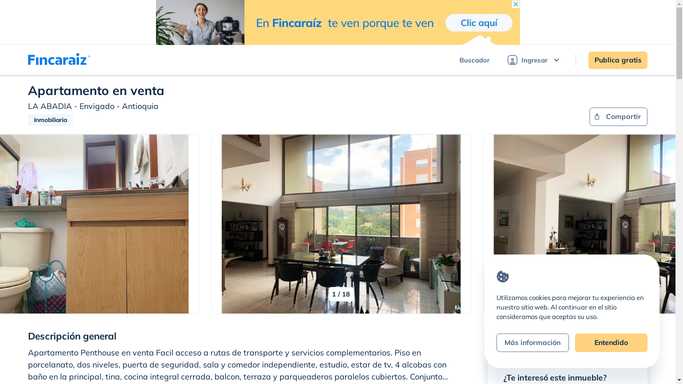 En Fincaraíz te ven porque te ven
Clic aquí
Fincaraiz
Buscador
Ingresar
Publica gratis
Apartamento en venta
LA ABADIA - Envigado - Antioquia
Inmobiliaria
Compartir
1 / 18
Utilizamos cookies para mejorar tu experiencia en
nuestro sitio web. Al continuar en el sitio
consideramos que aceptas su uso.
Más información
Entendido
Descripción general
Apartamento Penthouse en venta Facil acceso a rutas de transporte y servicios complementarios. Piso en
porcelanato, dos niveles, puerta de seguridad, sala y comedor independiente, estudio, estar de tv, 4 alcobas con
baño en la principal, tina, cocina integral cerrada, balcon, terraza y parqueaderos paralelos cubiertos. Conjunto...
¿Te interesó este inmueble?